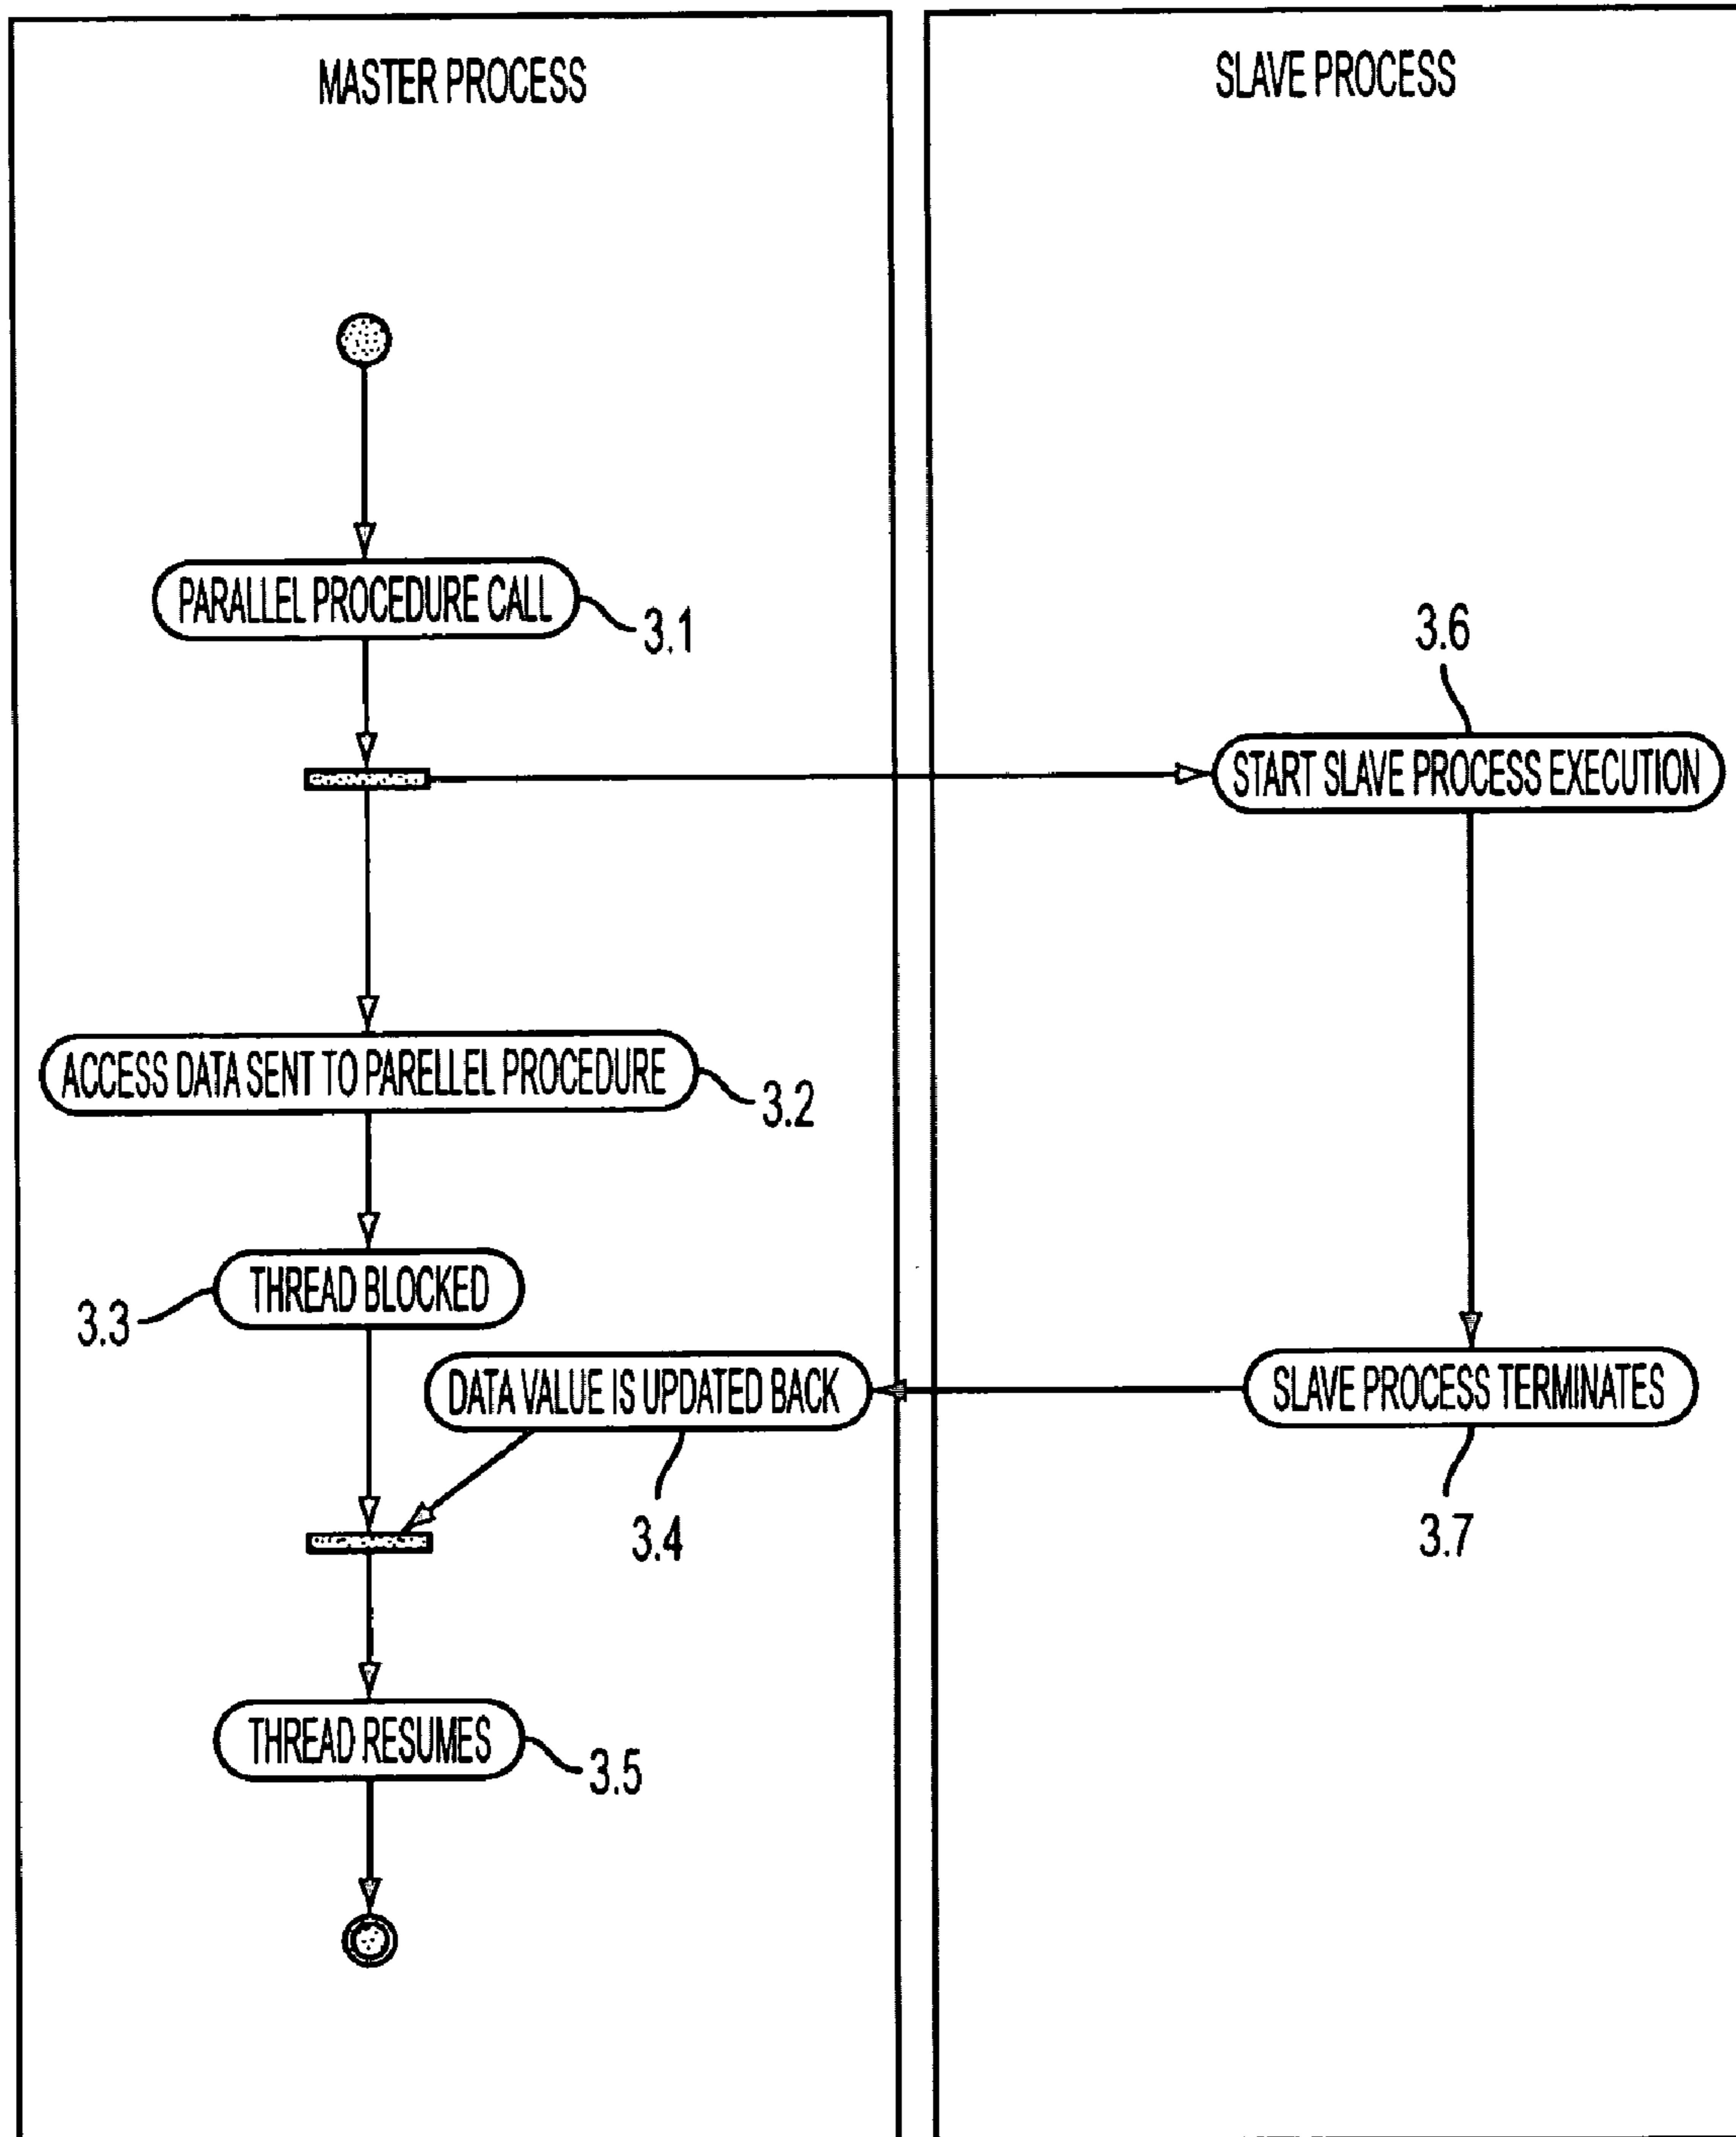 MASTER PROCESS
SLAVE PROCESS
PARALLEL PROCEDURE CALL
3.1
3.6
START SLAVE PROCESS EXECUTION
ACCESS DATA SENT TO PARELLEL PROCEDURE
3.2
THREAD BLOCKED
3.3
DATA VALUE IS UPDATED BACK
SLAVE PROCESS TERMINATES
3.4
3.7
THREAD RESUMES
3.5